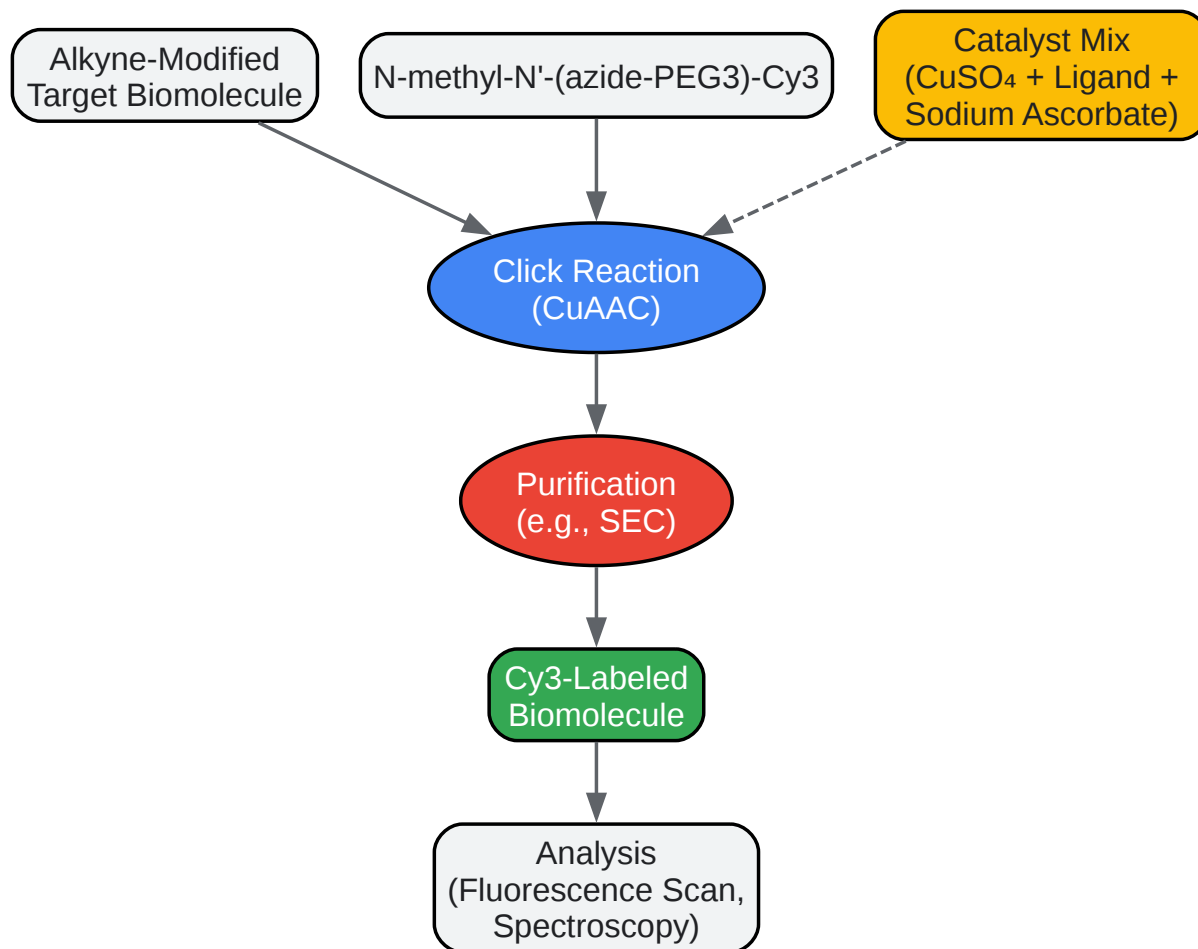 Alkyne-Modified
Target Biomolecule
N-methyl-N'-(azide-PEG3)-Cy3
Catalyst Mix
(CuSO₄ + Ligand +
Sodium Ascorbate)
Click Reaction
(CuAAC)
Purification
(e.g., SEC)
Cy3-Labeled
Biomolecule
Analysis
(Fluorescence Scan,
Spectroscopy)